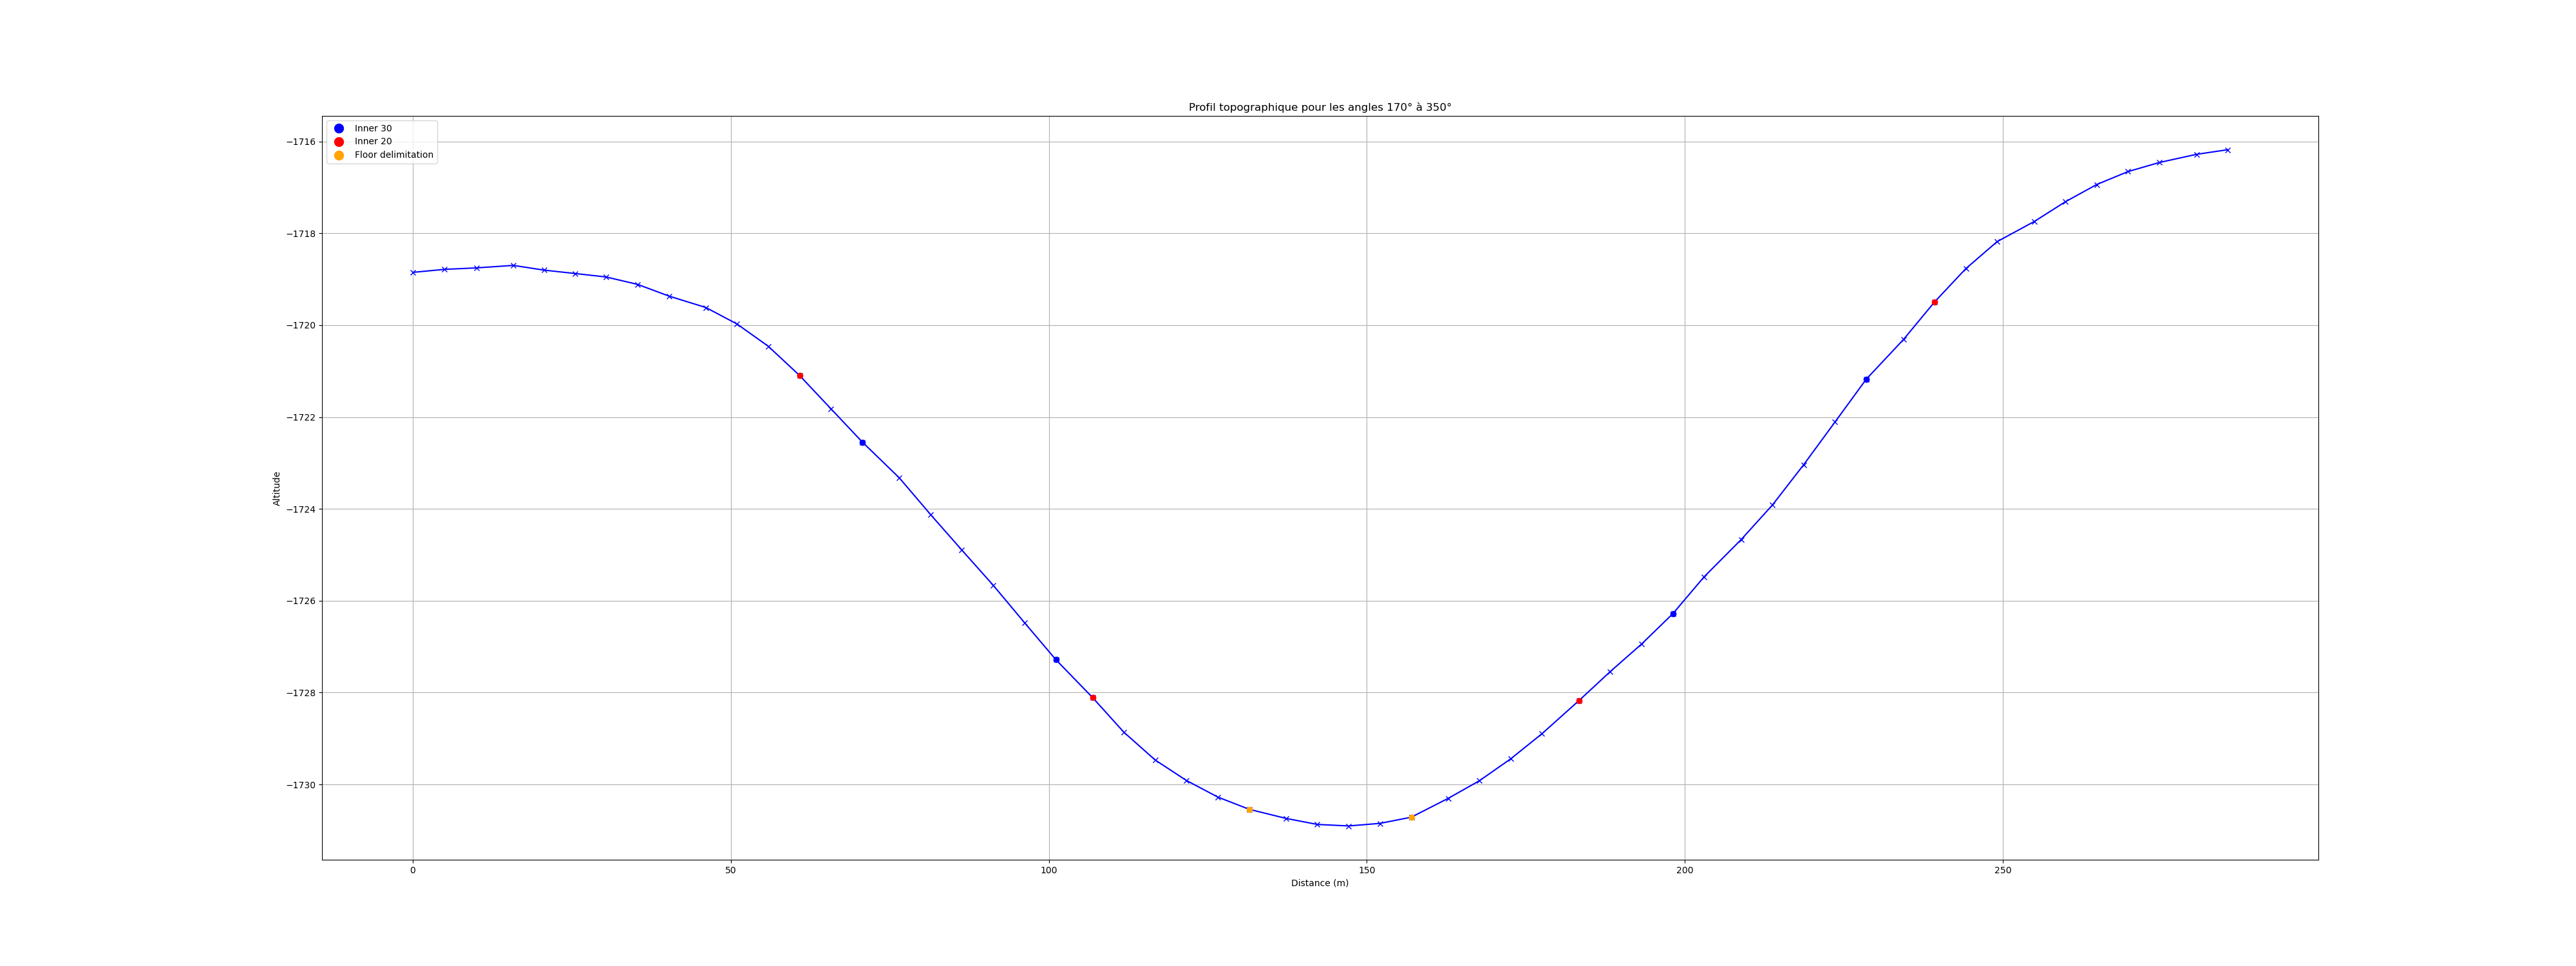 Profil topographique pour les angles 170° à 350°
Inner 30
Inner 20
Floor delimitation
−1716
−1718
−1720
−1722
−1724
−1726
−1728
−1730
Altitude
0 50 100 150 200 250
Distance (m)